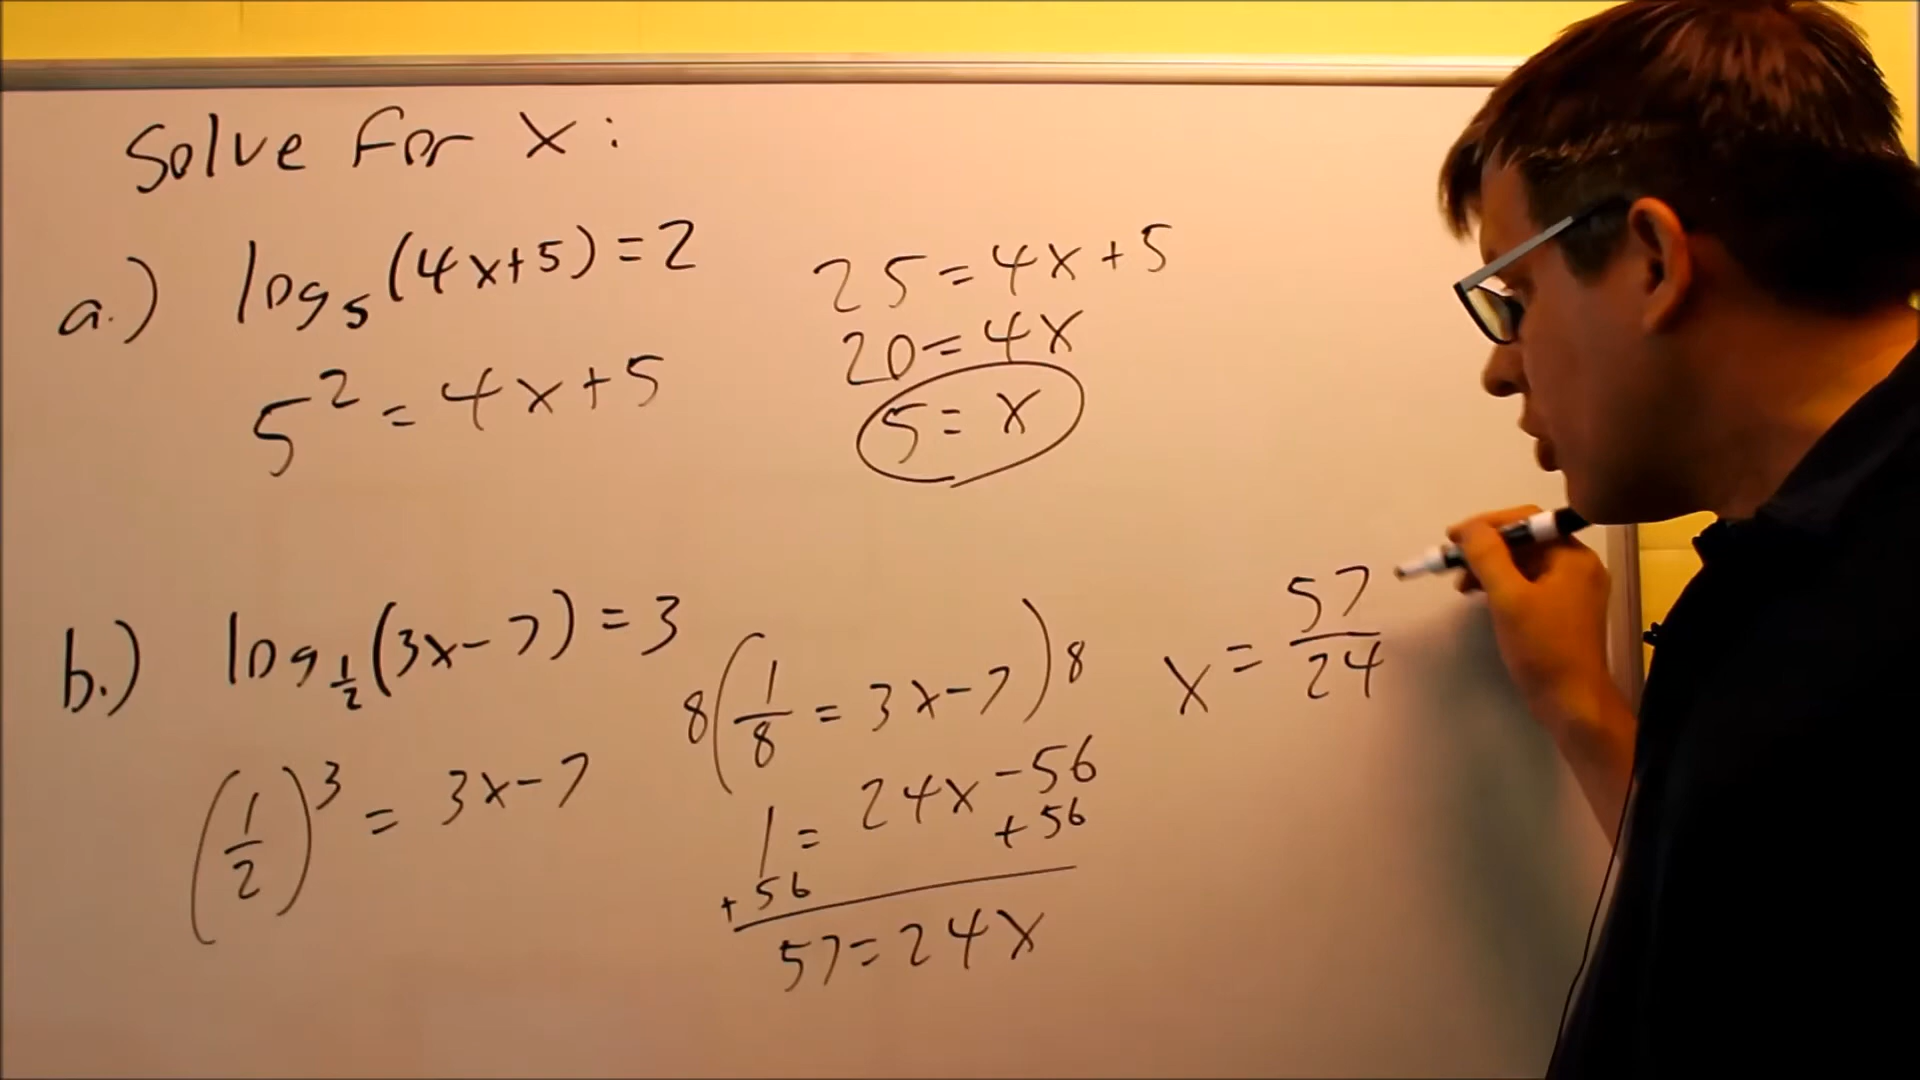 Solve for x:
a.) log₅(4x+5)=2
5² = 4x+5
25=4x+5
20=4x
5=x
b.) log_½(3x-7)=3
(1/2)³ = 3x-7
8(1/8 = 3x-7)8
1=24x-56
+56 +56
57=24x
x=57/24